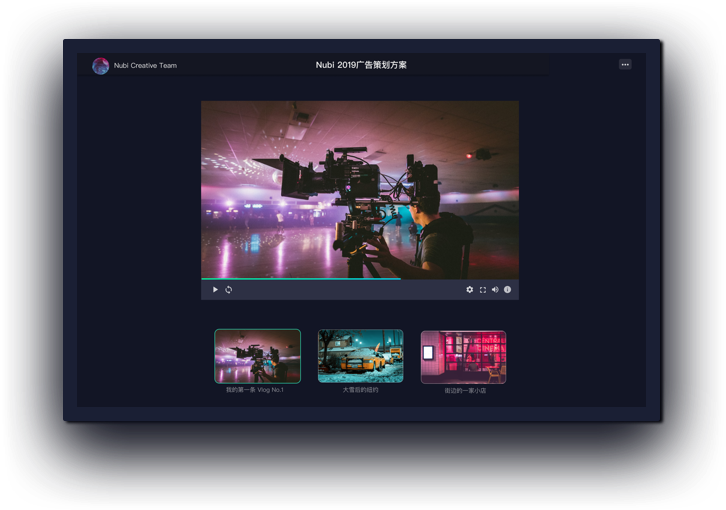 Nubi Creative Team
Nubi 2019广告策划方案
我的第一条 Vlog No.1
大雪后的纽约
街边的一家小店